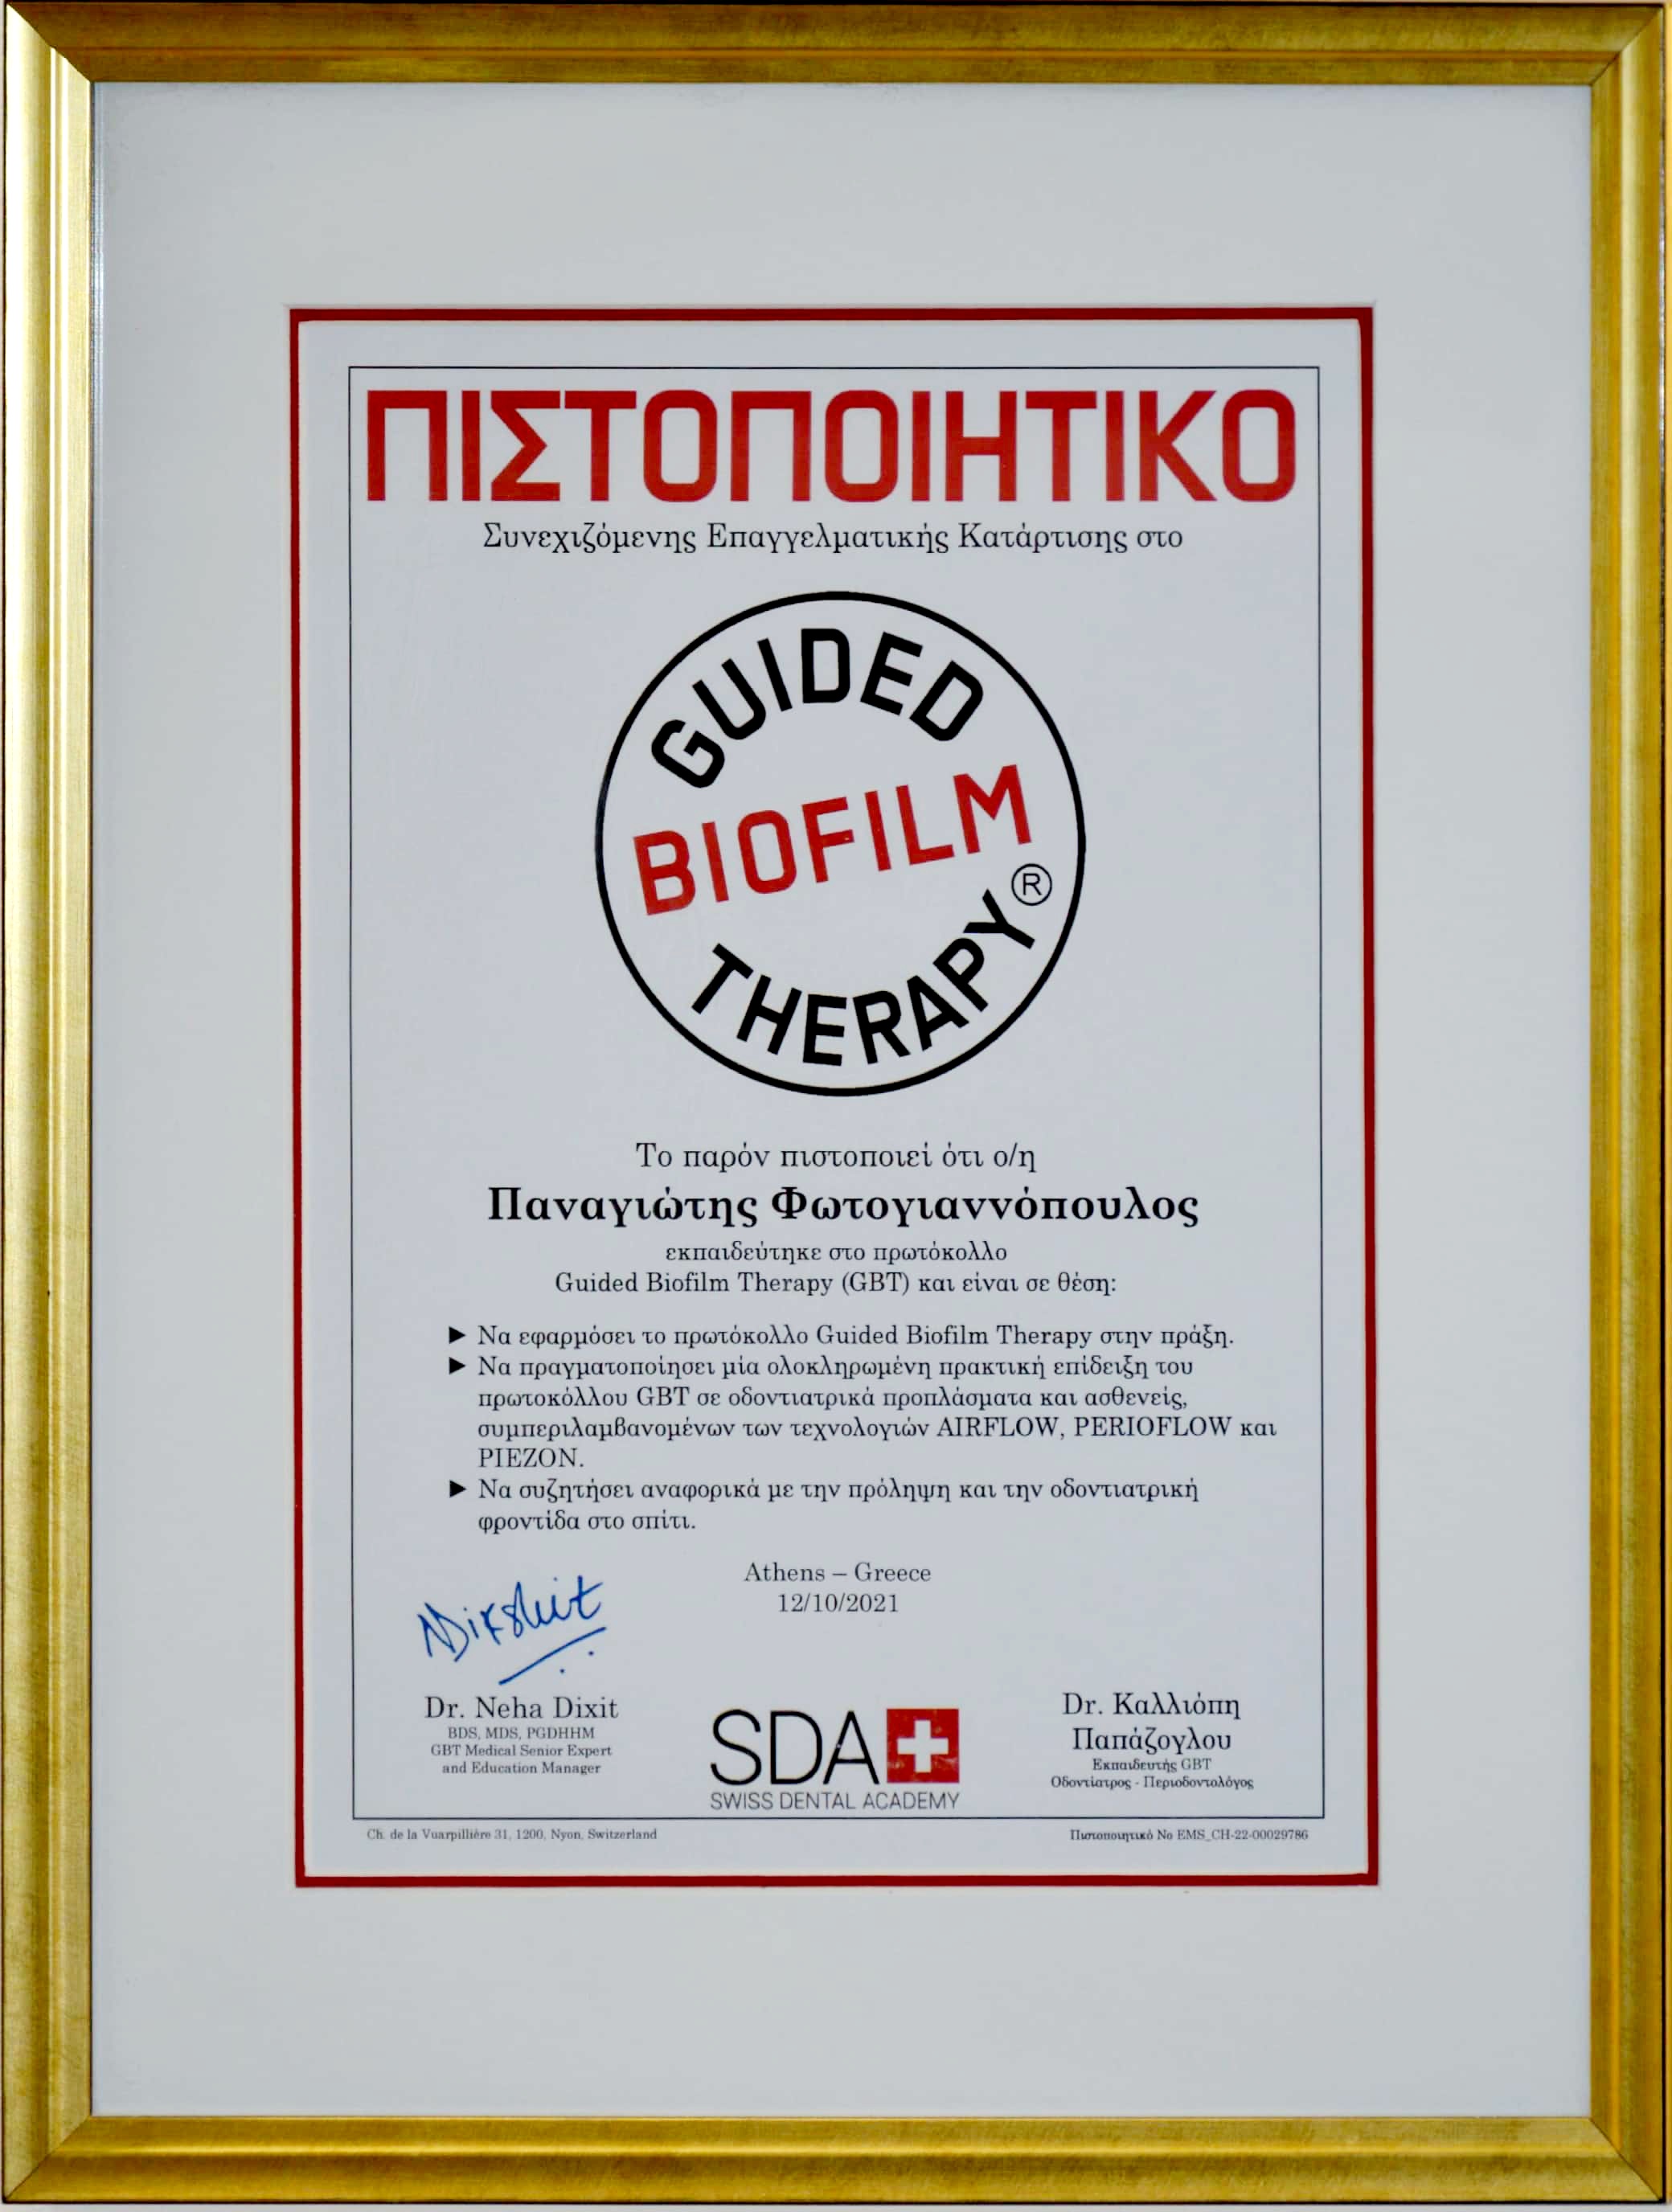 ΠΙΣΤΟΠΟΙΗΤΙΚΟ
Συνεχιζόμενης Επαγγελματικής Κατάρτισης στο
GUIDED
BIOFILM
THERAPY®
Το παρόν πιστοποιεί ότι ο/η
Παναγιώτης Φωτογιαννόπουλος
εκπαιδεύτηκε στο πρωτόκολλο
Guided Biofilm Therapy (GBT) και είναι σε θέση:
► Να εφαρμόσει το πρωτόκολλο Guided Biofilm Therapy στην πράξη.
► Να πραγματοποίησει μία ολοκληρωμένη πρακτική επίδειξη του
πρωτοκόλλου GBT σε οδοντιατρικά προπλάσματα και ασθενείς,
συμπεριλαμβανομένων των τεχνολογιών AIRFLOW, PERIOFLOW και
PIEZON.
► Να συζητήσει αναφορικά με την πρόληψη και την οδοντιατρική
φροντίδα στο σπίτι.
Athens – Greece
12/10/2021
NDixshit
Dr. Neha Dixit
BDS, MDS, PGDHHM
GBT Medical Senior Expert
and Education Manager
SDA
SWISS DENTAL ACADEMY
Dr. Καλλιόπη
Παπάζογλου
Εκπαιδευτής GBT
Οδοντίατρος - Περιοδοντολόγος
Ch. de la Vuarpillière 31, 1200, Nyon, Switzerland
Πιστοποιητικό No EMS_CH-22-00029786